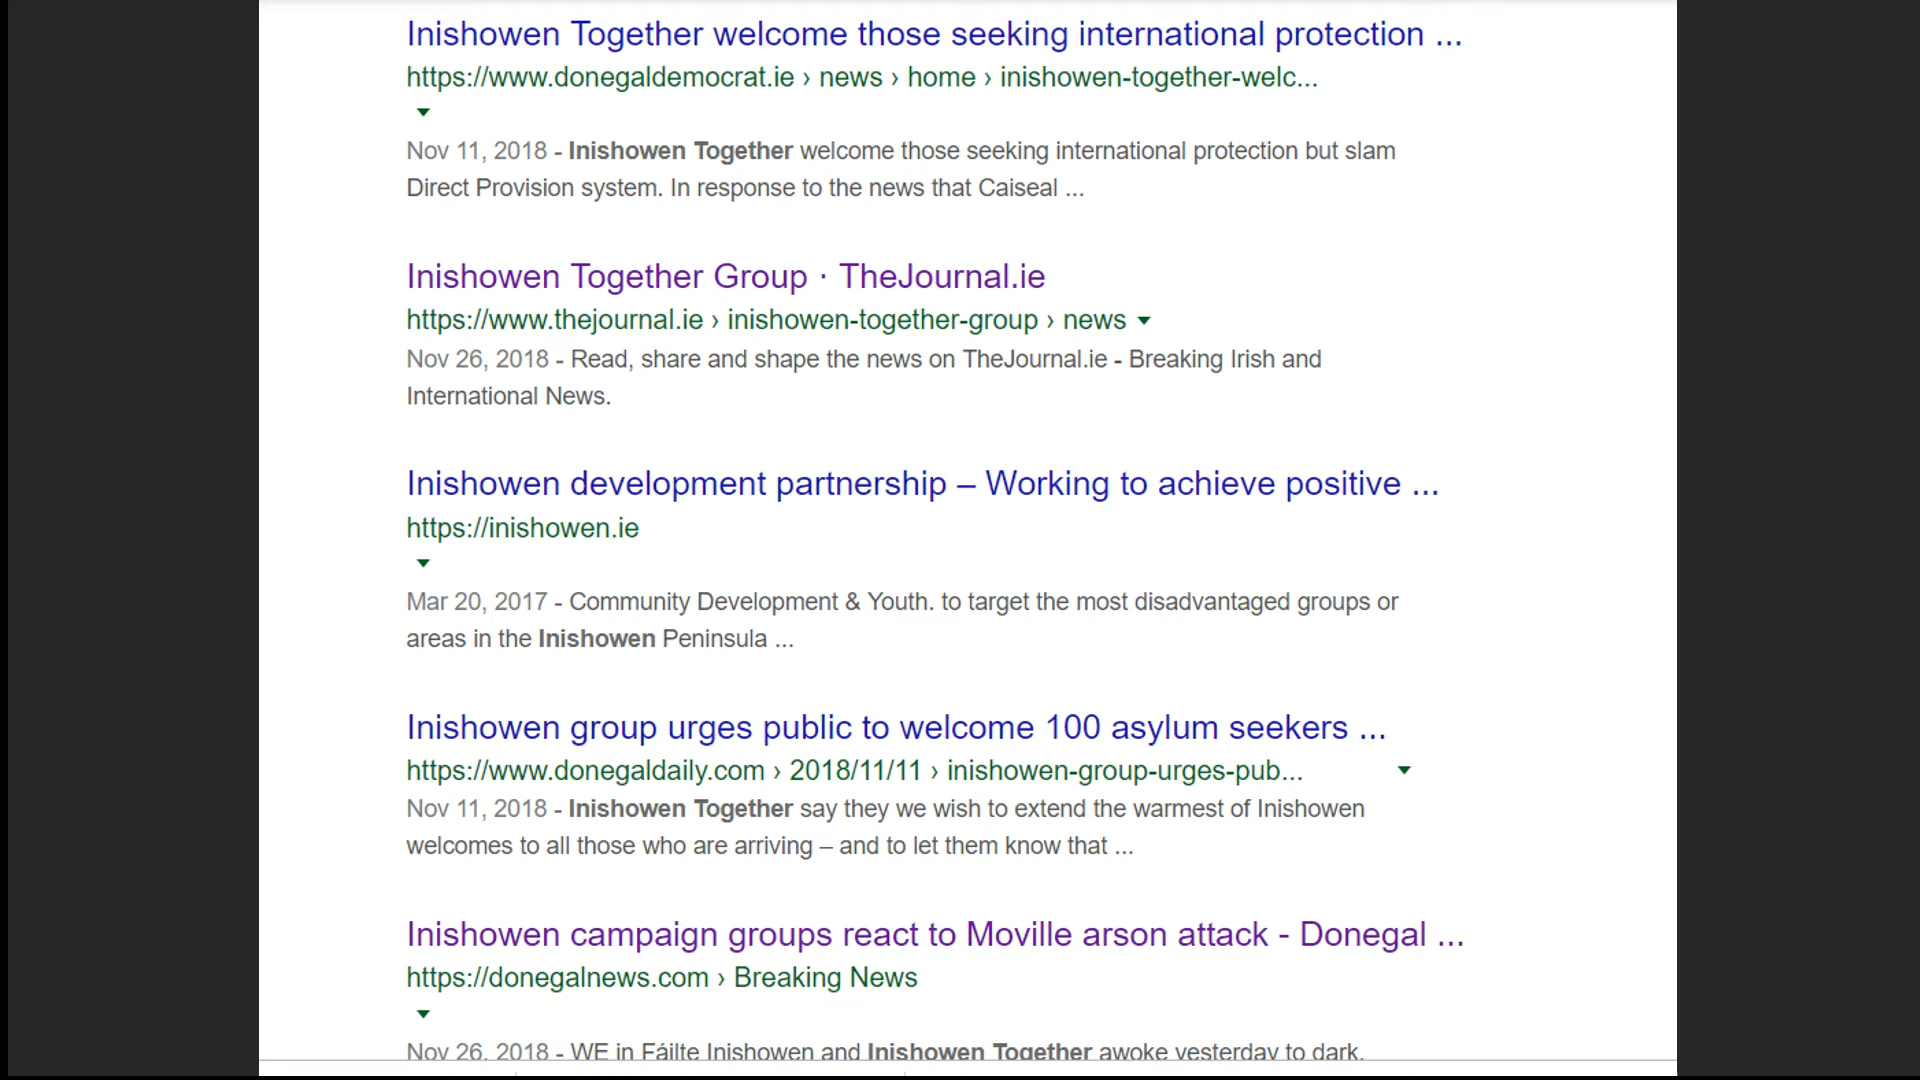 Inishowen Together welcome those seeking international protection ...
https://www.donegaldemocrat.ie › news › home › inishowen-together-welc...
Nov 11, 2018 - Inishowen Together welcome those seeking international protection but slam
Direct Provision system. In response to the news that Caiseal ...
Inishowen Together Group · TheJournal.ie
https://www.thejournal.ie › inishowen-together-group › news
Nov 26, 2018 - Read, share and shape the news on TheJournal.ie - Breaking Irish and
International News.
Inishowen development partnership – Working to achieve positive ...
https://inishowen.ie
Mar 20, 2017 - Community Development & Youth. to target the most disadvantaged groups or
areas in the Inishowen Peninsula ...
Inishowen group urges public to welcome 100 asylum seekers ...
https://www.donegaldaily.com › 2018/11/11 › inishowen-group-urges-pub...
Nov 11, 2018 - Inishowen Together say they we wish to extend the warmest of Inishowen
welcomes to all those who are arriving – and to let them know that ...
Inishowen campaign groups react to Moville arson attack - Donegal ...
https://donegalnews.com › Breaking News
Nov 26, 2018 - WE in Fáilte Inishowen and Inishowen Together awoke yesterday to dark,